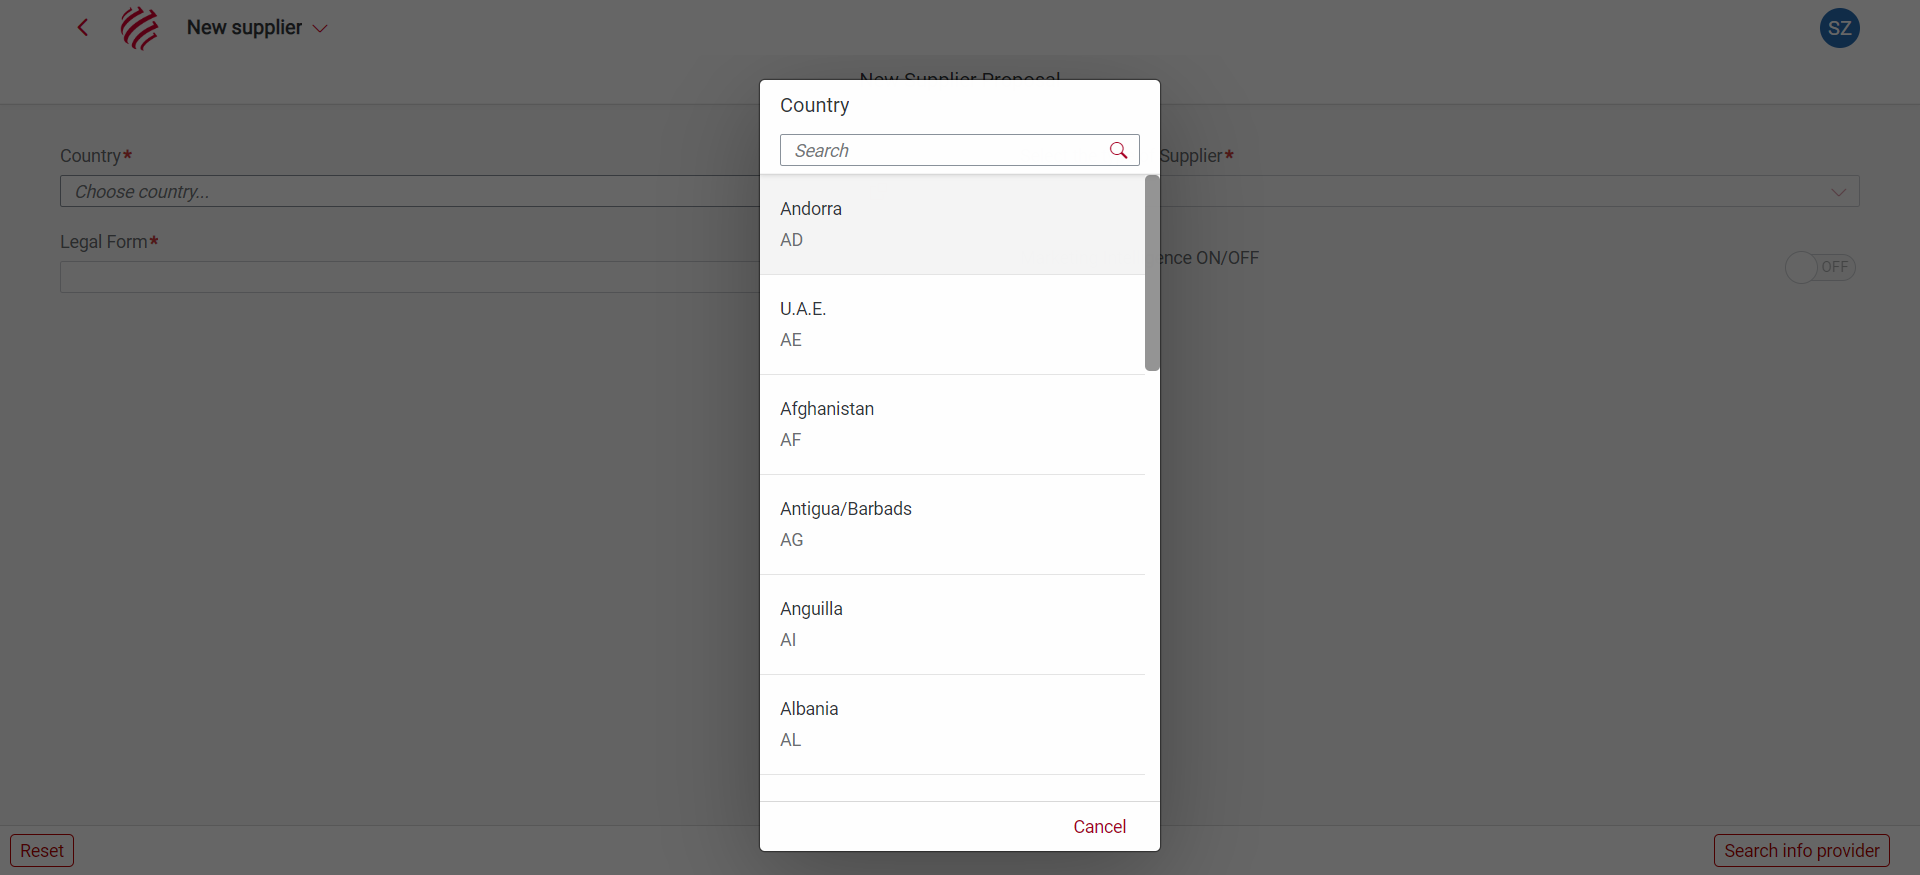 New supplier
SZ
New Supplier Proposal
Country
Search
Country*
Supplier*
Choose country...
Andorra
AD
Legal Form*
ence ON/OFF
OFF
U.A.E.
AE
Afghanistan
AF
Antigua/Barbads
AG
Anguilla
AI
Albania
AL
Cancel
Reset
Search info provider